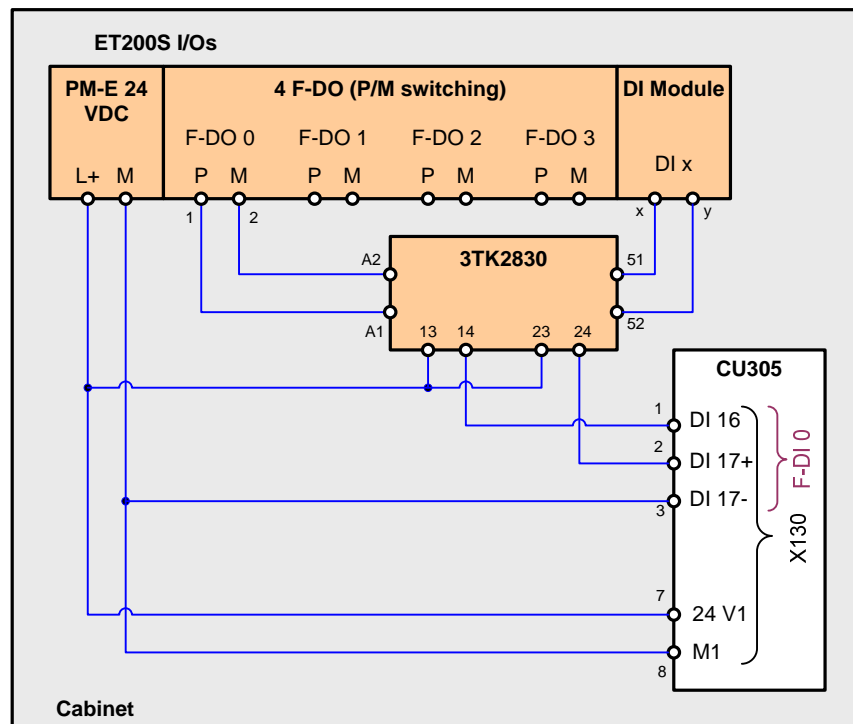 ET200S I/Os
PM-E 24
VDC
4 F-DO (P/M switching)
DI Module
F-DO 0
F-DO 1
F-DO 2
F-DO 3
DI x
L+
M
P
M
P
M
P
M
P
M
1
2
x
y
A2
3TK2830
51
A1
13
14
23
24
52
CU305
1
DI 16
2
DI 17+
3
DI 17-
F-DI 0
X130
7
24 V1
8
M1
Cabinet